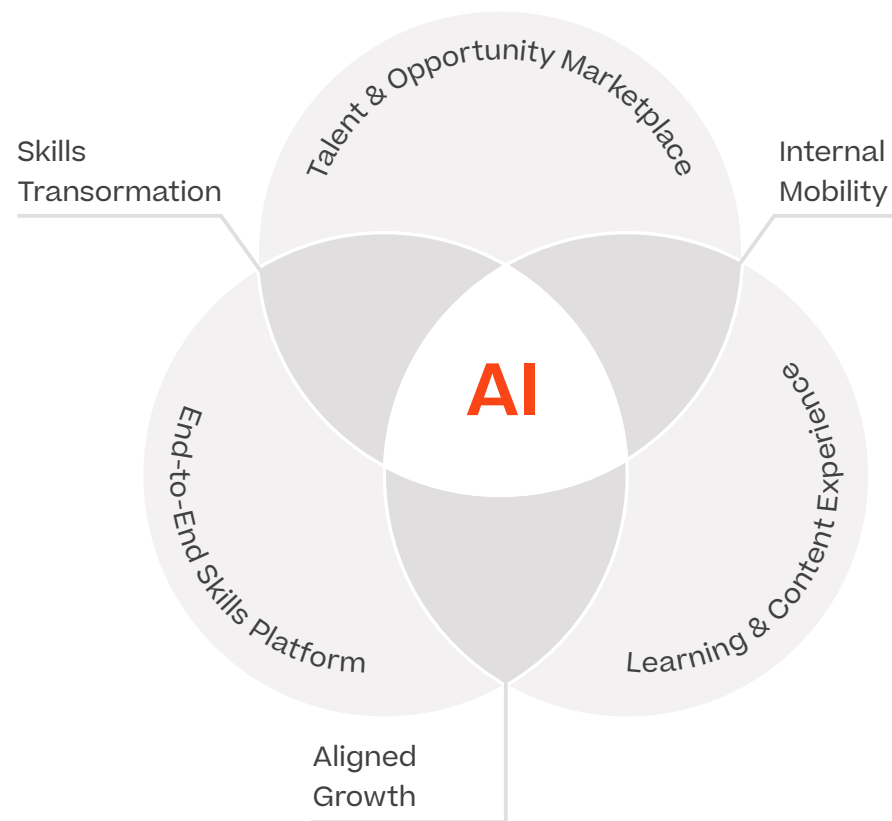 Talent & Opportunity Marketplace
Skills
Transormation
Internal
Mobility
AI
End-to-End Skills Platform
Learning & Content Experience
Aligned
Growth